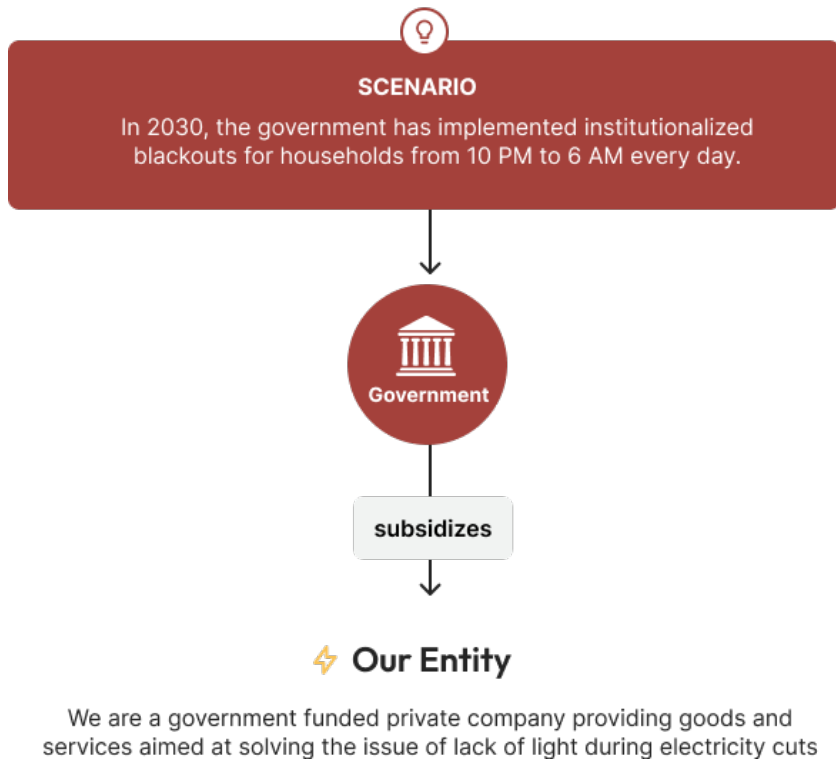 SCENARIO
In 2030, the government has implemented institutionalized
blackouts for households from 10 PM to 6 AM every day.
Government
subsidizes
Our Entity
We are a government funded private company providing goods and
services aimed at solving the issue of lack of light during electricity cuts